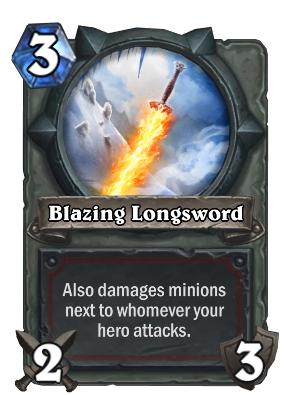 3
Blazing Longsword
Also damages minions
next to whomever your
hero attacks.
2
3